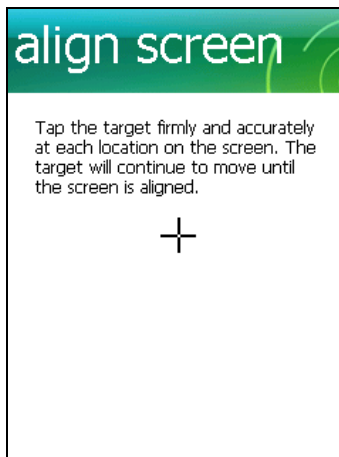 align screen
Tap the target firmly and accurately
at each location on the screen. The
target will continue to move until
the screen is aligned.